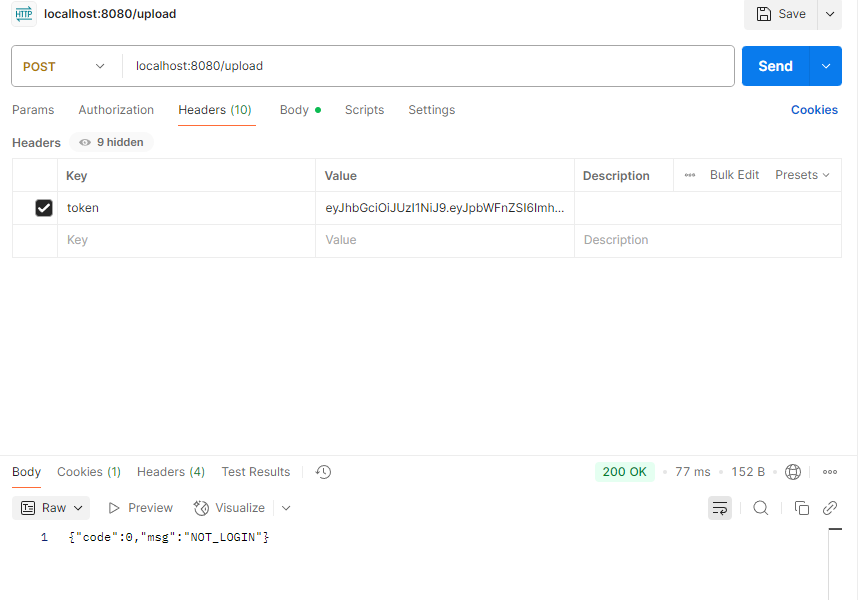 HTTP localhost:8080/upload Save
POST localhost:8080/upload Send
Params Authorization Headers (10) Body Scripts Settings Cookies
Headers 9 hidden
Key Value Description Bulk Edit Presets
token eyJhbGciOiJUzI1NiJ9.eyJpbWFnZSI6Imh...
Key Value Description
Body Cookies (1) Headers (4) Test Results 200 OK 77 ms 152 B
Raw Preview Visualize
1 {"code":0,"msg":"NOT_LOGIN"}